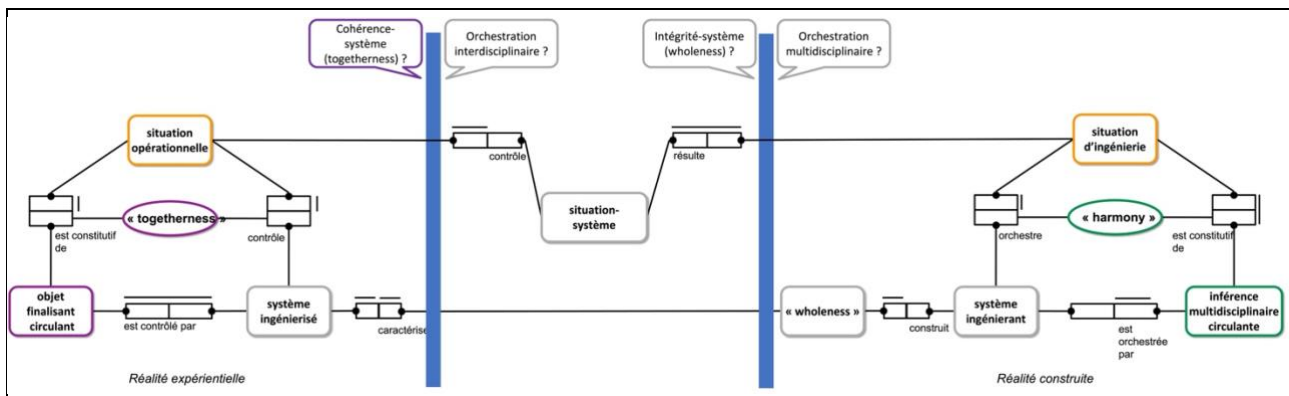 Cohérence-
système
(togetherness) ?
Orchestration
interdisciplinaire ?
Intégrité-système
(wholeness) ?
Orchestration
multidisciplinaire ?
situation
opérationnelle
contrôle
résulte
situation
d'ingénierie
« togetherness »
est constitutif
de
contrôle
situation-
système
« harmony »
orchestre
est constitutif
de
objet
finalisant
circulant
est contrôlé par
système
ingénierisé
caractérise
« wholeness »
construit
système
ingénierant
est
orchestrée
par
inférence
multidisciplinaire
circulante
Réalité expérientielle
Réalité construite